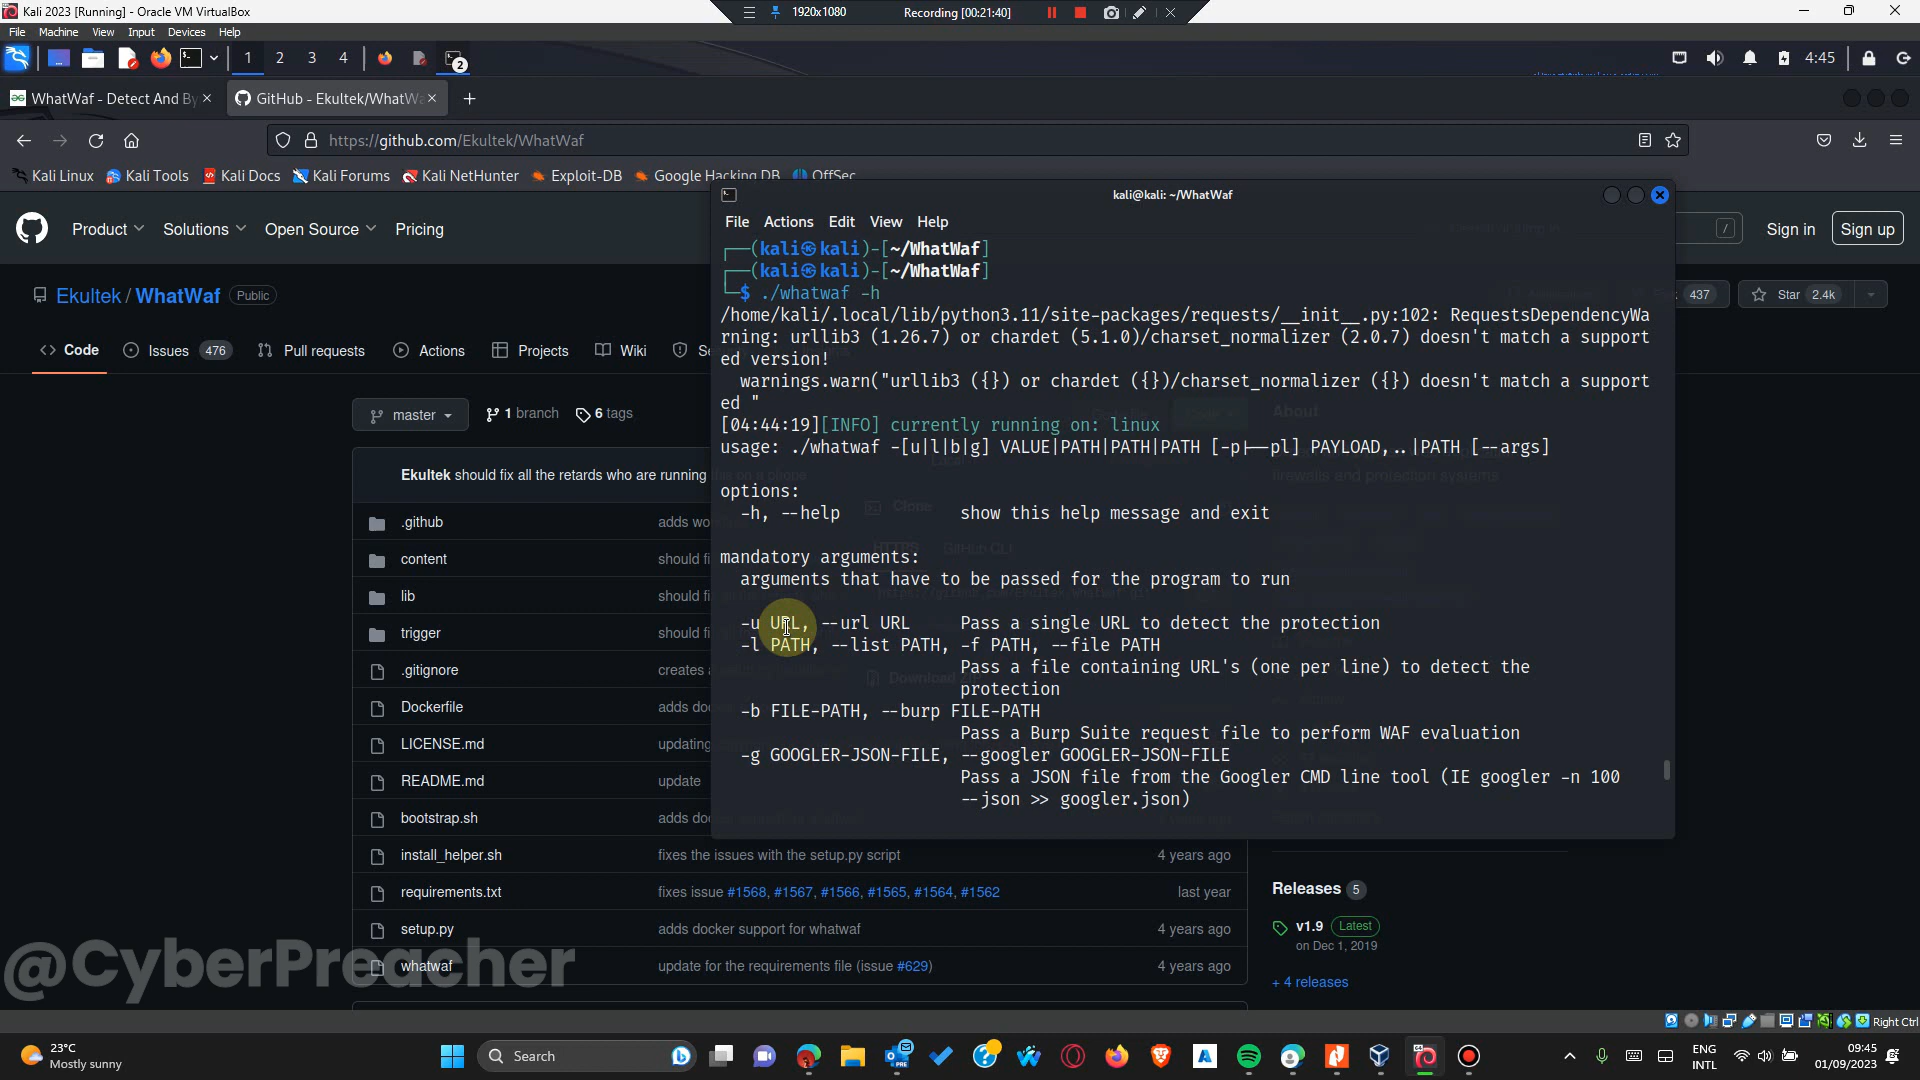 Kali 2023 [Running] - Oracle VM VirtualBox
1920x1080
Recording [00:21:40]
File Machine View Input Devices Help
1 2 3 4
2
4:45
WhatWaf - Detect And By
GitHub - Ekultek/WhatWa
https://github.com/Ekultek/WhatWaf
Kali Linux Kali Tools Kali Docs Kali Forums Kali NetHunter Exploit-DB Google Hacking DB OffSec
Product Solutions Open Source Pricing
/
Sign in Sign up
Ekultek / WhatWaf Public
437
Star 2.4k
Code Issues 476 Pull requests Actions Projects Wiki
master 1 branch 6 tags
Ekultek should fix all the retards who are running
.github adds wo
content should fi
lib should fi
trigger should fi
.gitignore creates a
Dockerfile adds do
LICENSE.md updating
README.md update
bootstrap.sh adds do
install_helper.sh fixes the issues with the setup.py script 4 years ago
requirements.txt fixes issue #1568, #1567, #1566, #1565, #1564, #1562 last year
setup.py adds docker support for whatwaf 4 years ago
whatwaf update for the requirements file (issue #629) 4 years ago
Releases 5
v1.9 Latest
on Dec 1, 2019
+ 4 releases
kali@kali: ~/WhatWaf
File Actions Edit View Help
┌──(kali㉿kali)-[~/WhatWaf]
┌──(kali㉿kali)-[~/WhatWaf]
└─$ ./whatwaf -h
/home/kali/.local/lib/python3.11/site-packages/requests/__init__.py:102: RequestsDependencyWa
rning: urllib3 (1.26.7) or chardet (5.1.0)/charset_normalizer (2.0.7) doesn't match a support
ed version!
warnings.warn("urllib3 ({}) or chardet ({})/charset_normalizer ({}) doesn't match a support
ed "
[04:44:19][INFO] currently running on: linux
usage: ./whatwaf -[u|l|b|g] VALUE|PATH|PATH|PATH [-p|--pl] PAYLOAD,..|PATH [--args]
options:
-h, --help show this help message and exit
mandatory arguments:
arguments that have to be passed for the program to run
-u URL, --url URL Pass a single URL to detect the protection
-l PATH, --list PATH, -f PATH, --file PATH
Pass a file containing URL's (one per line) to detect the
protection
-b FILE-PATH, --burp FILE-PATH
Pass a Burp Suite request file to perform WAF evaluation
-g GOOGLER-JSON-FILE, --googler GOOGLER-JSON-FILE
Pass a JSON file from the Googler CMD line tool (IE googler -n 100
--json >> googler.json)
@CyberPreacher
Right Ctrl
23°C
Mostly sunny
Search
ENG
INTL
09:45
01/09/2023